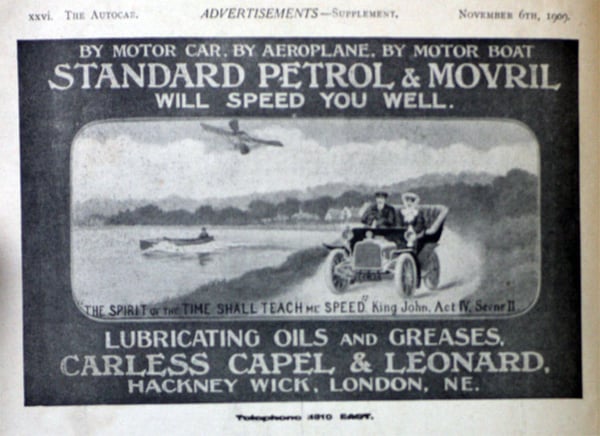 xxvi. THE AUTOCAR. ADVERTISEMENTS—SUPPLEMENT. NOVEMBER 6TH, 1909.
BY MOTOR CAR, BY AEROPLANE, BY MOTOR BOAT
STANDARD PETROL & MOVRIL
WILL SPEED YOU WELL.
"THE SPIRIT OF THE TIME SHALL TEACH ME SPEED" King John, Act IV, Scene II
LUBRICATING OILS AND GREASES.
CARLESS CAPEL & LEONARD,
HACKNEY WICK, LONDON, NE.
Telephone 4910 EAST.